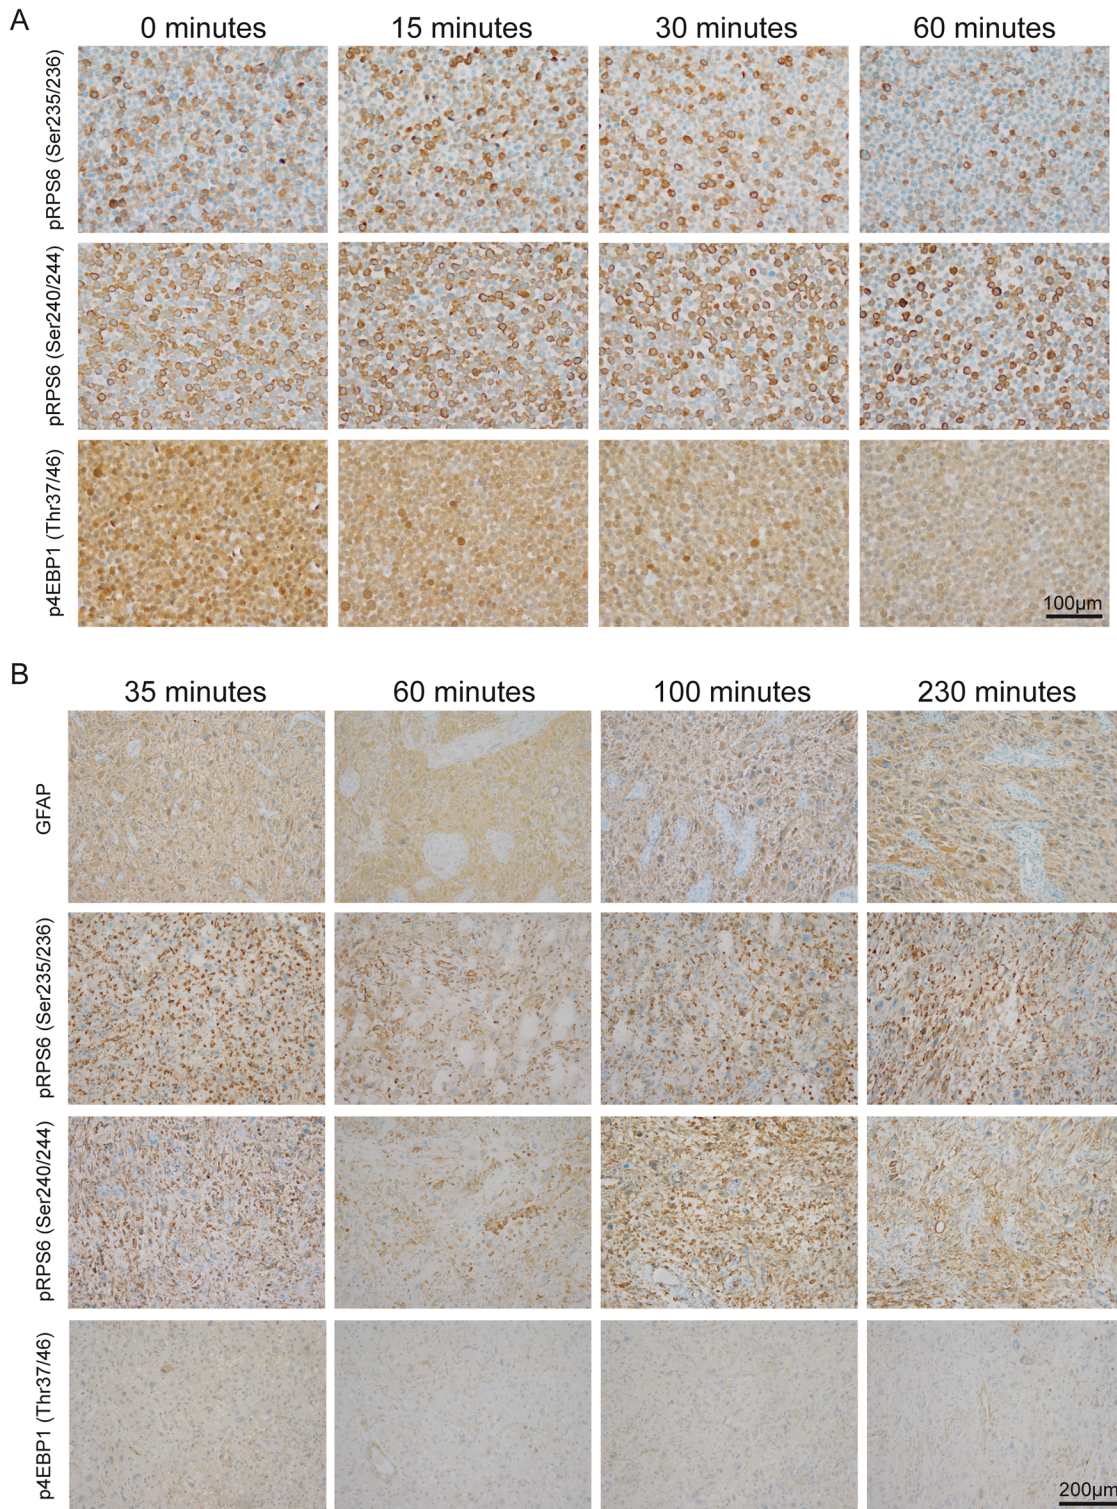 A
0 minutes 15 minutes 30 minutes 60 minutes
pRPS6 (Ser235/236)
pRPS6 (Ser240/244)
p4EBP1 (Thr37/46)
100µm
B
35 minutes 60 minutes 100 minutes 230 minutes
GFAP
pRPS6 (Ser235/236)
pRPS6 (Ser240/244)
p4EBP1 (Thr37/46)
200µm